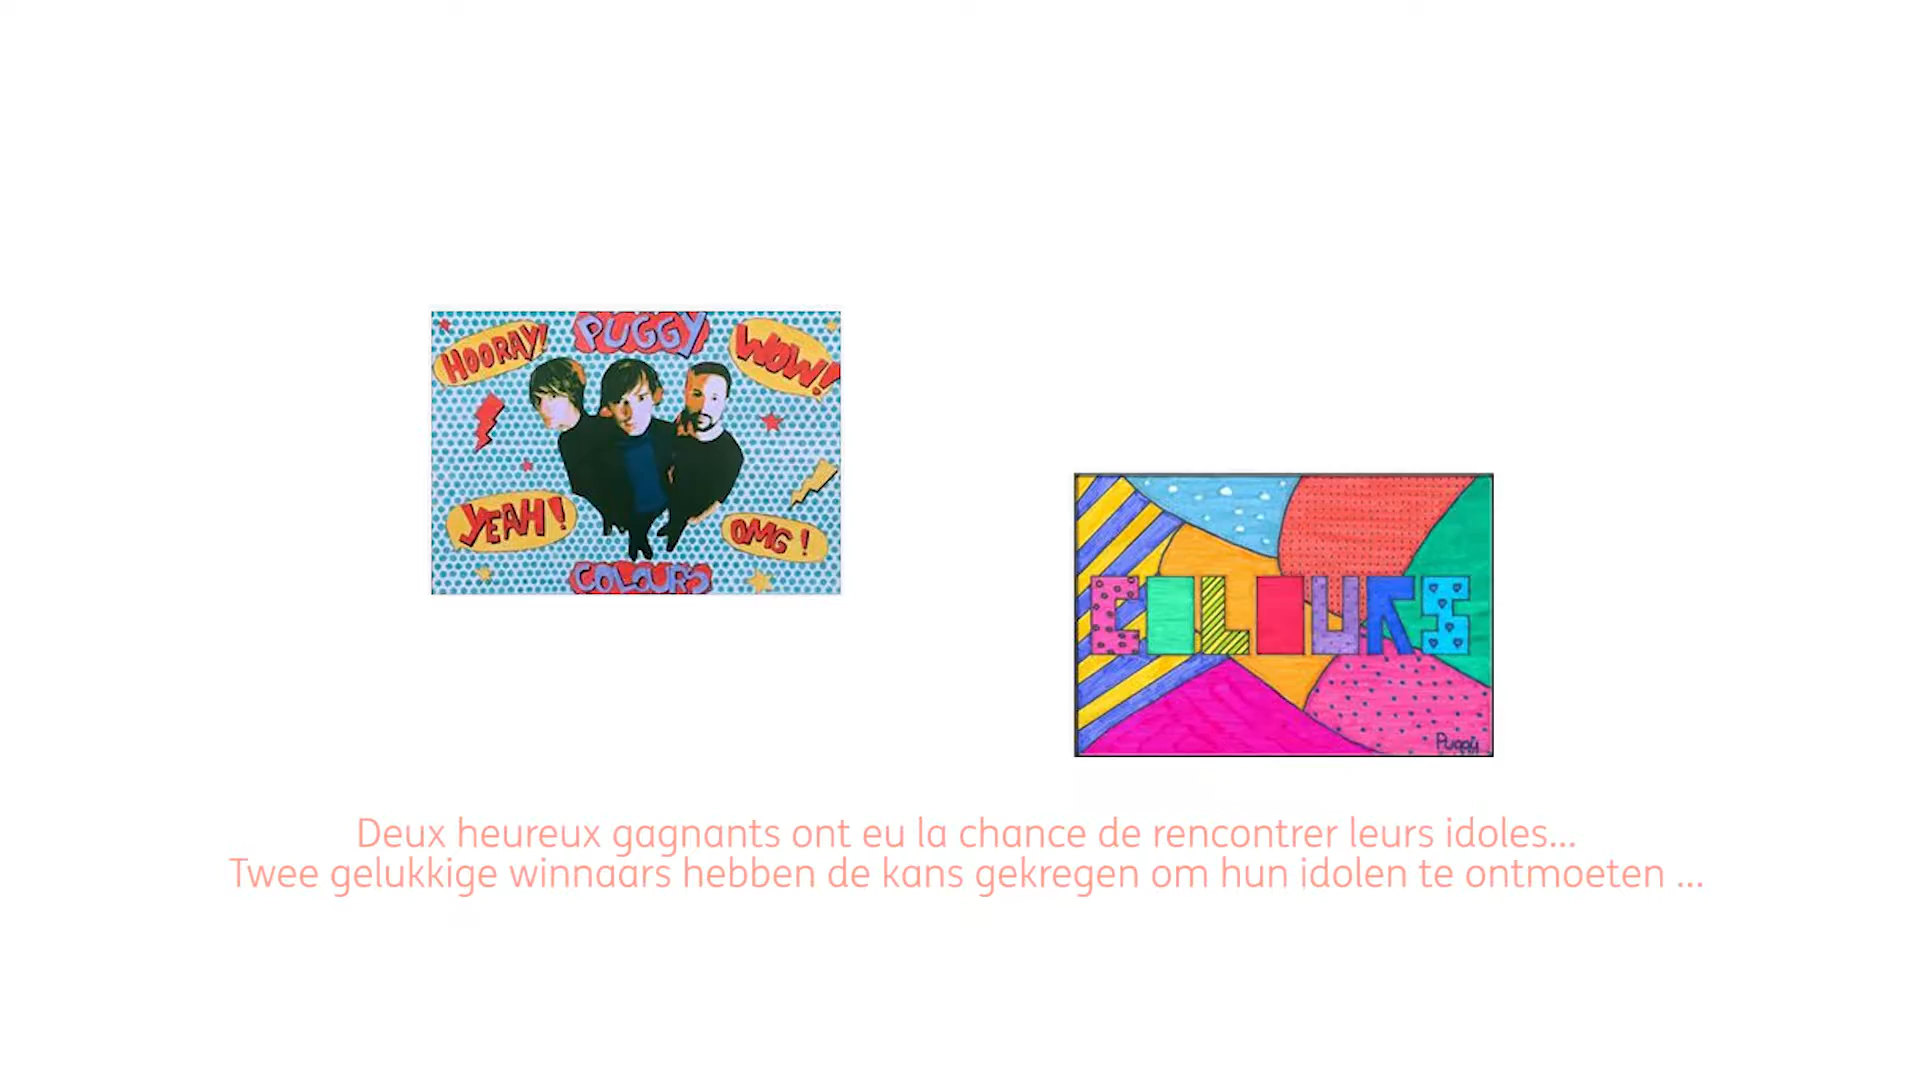 HOORAY!
PUGGY
WOW!
YEAH!
OMG!
COLOURS
COLOURS
Puggy
Deux heureux gagnants ont eu la chance de rencontrer leurs idoles...
Twee gelukkige winnaars hebben de kans gekregen om hun idolen te ontmoeten ...